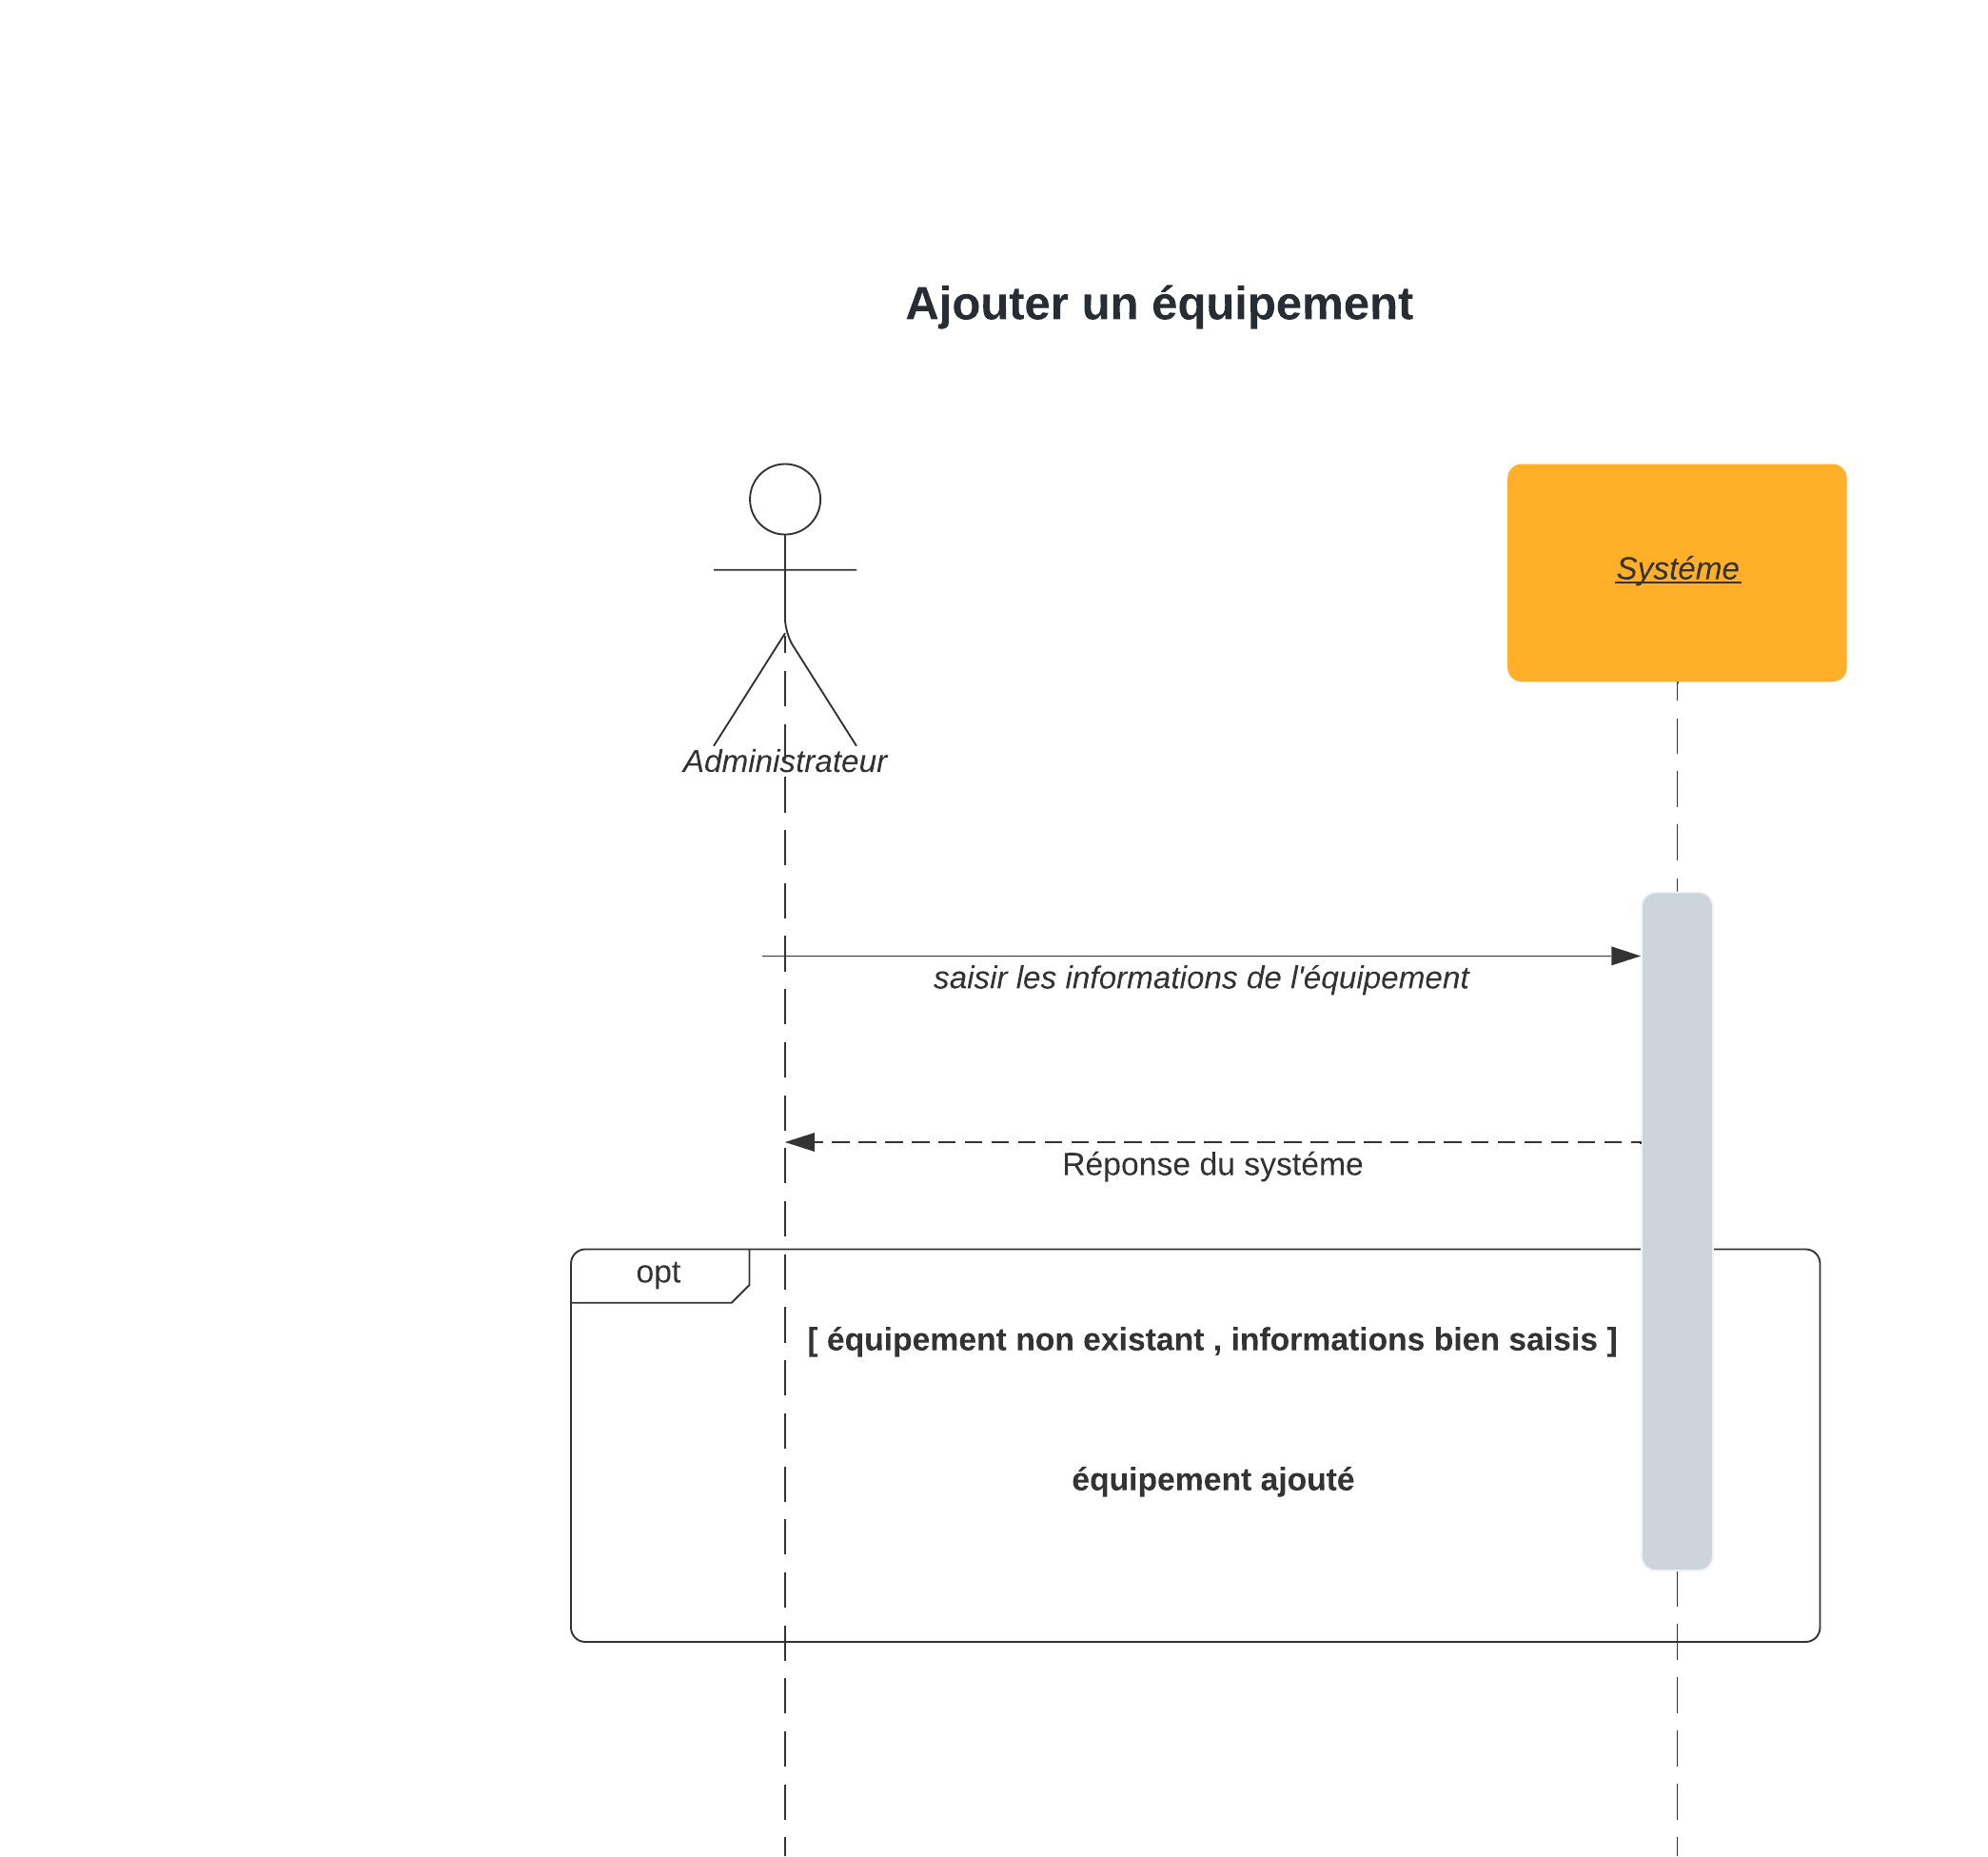 Ajouter un équipement
Systéme
Administrateur
saisir les informations de l'équipement
Réponse du systéme
opt
[ équipement non existant , informations bien saisis ]
équipement ajouté